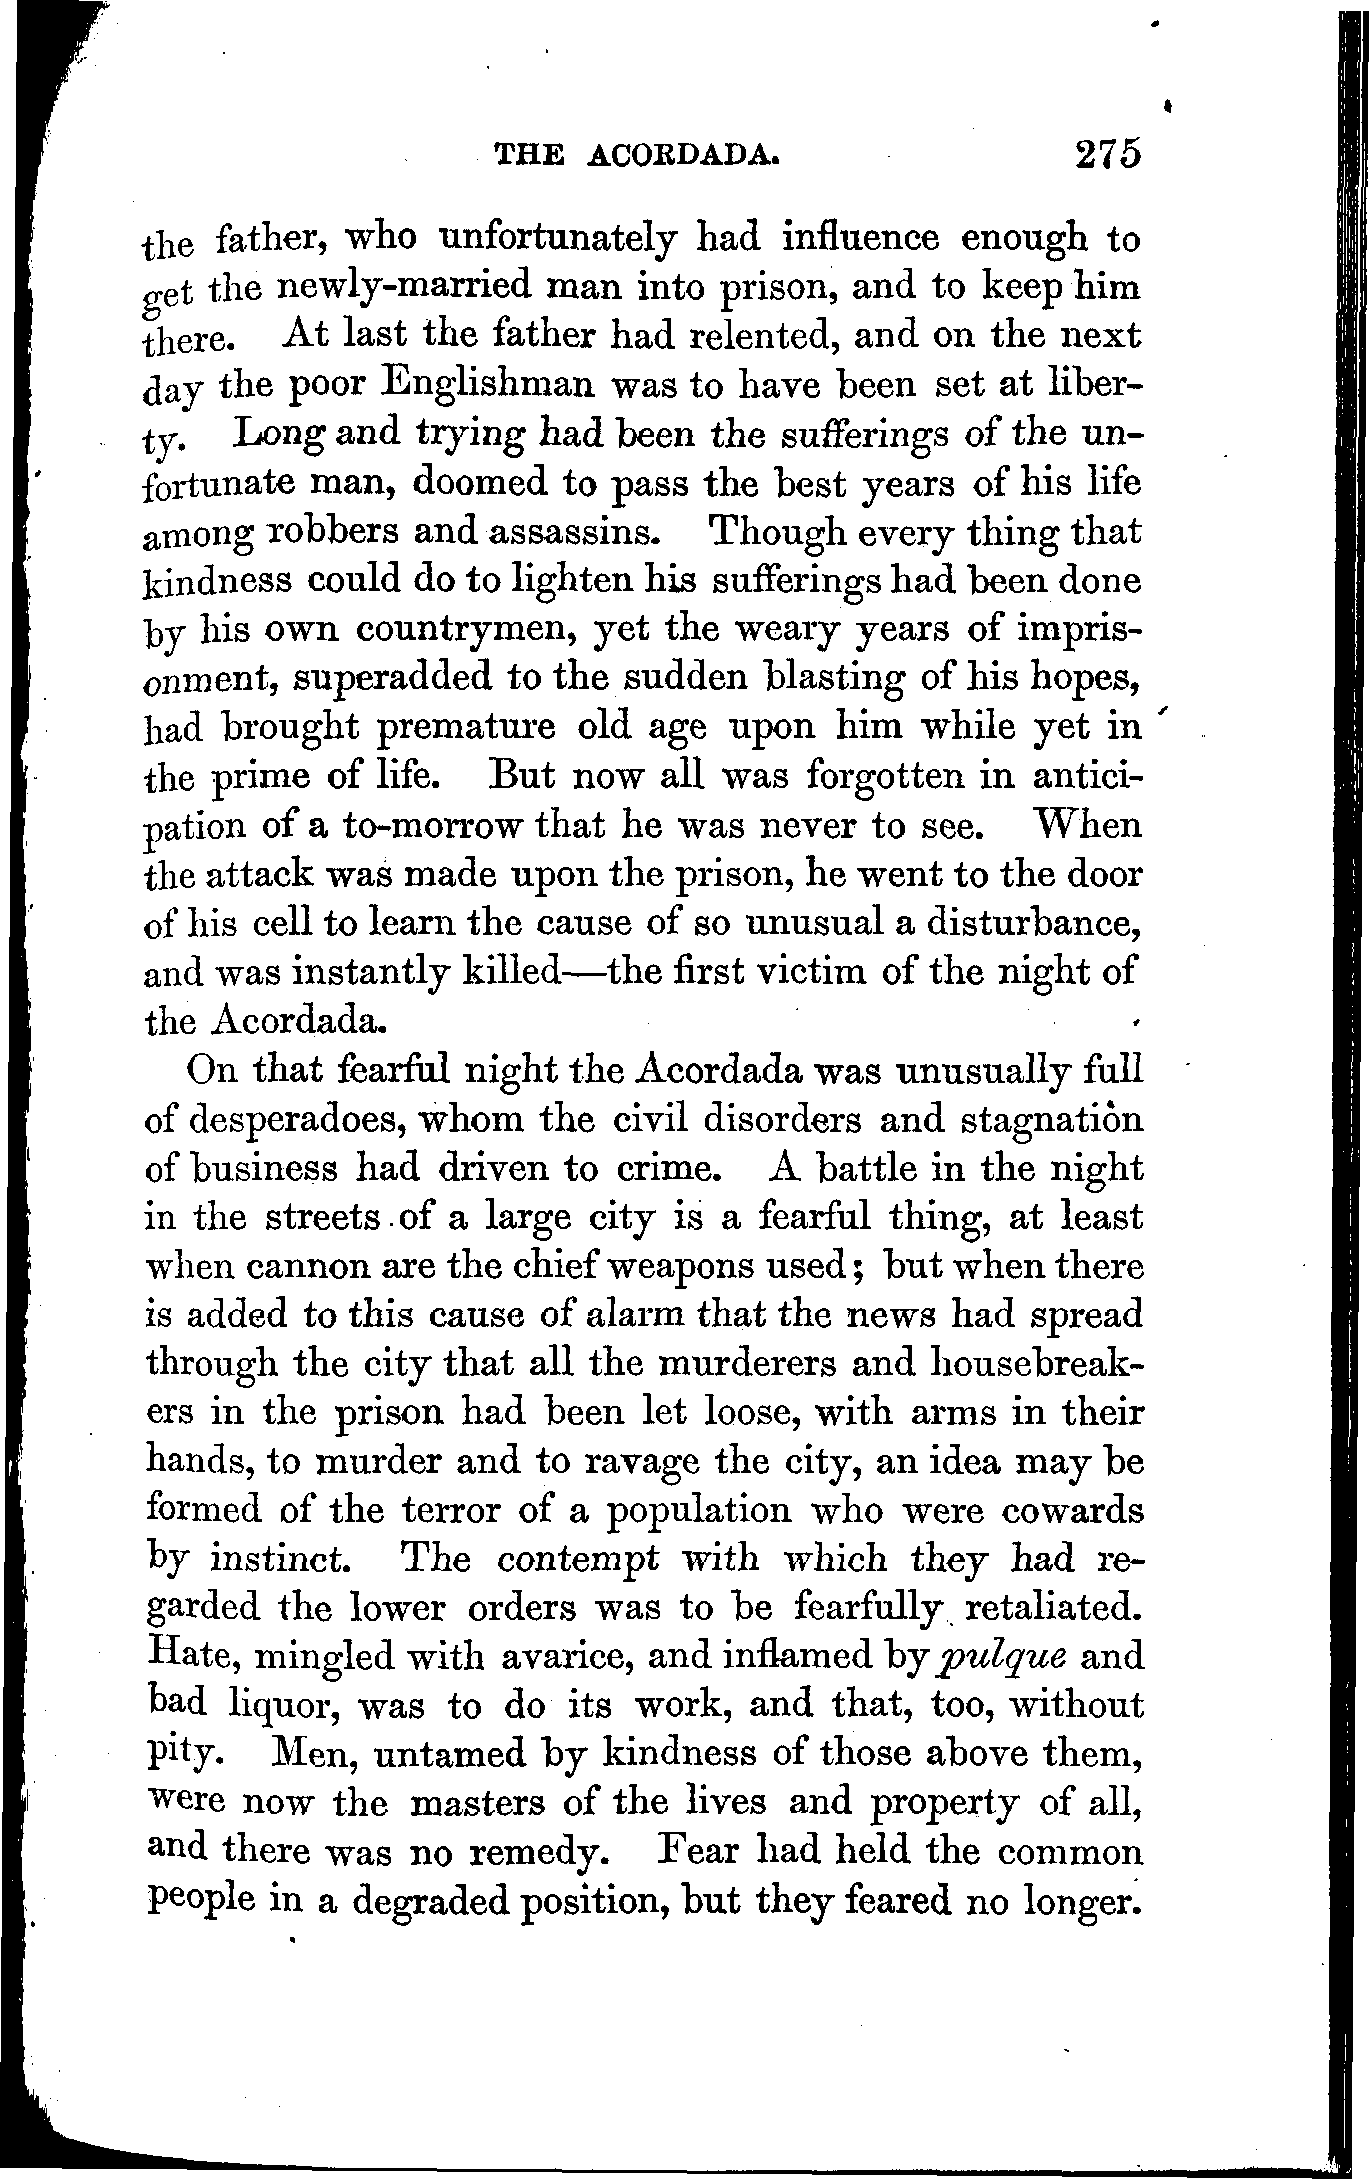 THE ACORDADA. 275
the father, who unfortunately had influence enough to
get the newly-married man into prison, and to keep him
there. At last the father had relented, and on the next
day the poor Englishman was to have been set at liber-
ty. Long and trying had been the sufferings of the un-
fortunate man, doomed to pass the best years of his life
among robbers and assassins. Though every thing that
kindness could do to lighten his sufferings had been done
by his own countrymen, yet the weary years of impris-
onment, superadded to the sudden blasting of his hopes,
had brought premature old age upon him while yet in
the prime of life. But now all was forgotten in antici-
pation of a to-morrow that he was never to see. When
the attack was made upon the prison, he went to the door
of his cell to learn the cause of so unusual a disturbance,
and was instantly killed—the first victim of the night of
the Acordada.
On that fearful night the Acordada was unusually full
of desperadoes, whom the civil disorders and stagnation
of business had driven to crime. A battle in the night
in the streets of a large city is a fearful thing, at least
when cannon are the chief weapons used; but when there
is added to this cause of alarm that the news had spread
through the city that all the murderers and housebreak-
ers in the prison had been let loose, with arms in their
hands, to murder and to ravage the city, an idea may be
formed of the terror of a population who were cowards
by instinct. The contempt with which they had re-
garded the lower orders was to be fearfully retaliated.
Hate, mingled with avarice, and inflamed by pulque and
bad liquor, was to do its work, and that, too, without
pity. Men, untamed by kindness of those above them,
were now the masters of the lives and property of all,
and there was no remedy. Fear had held the common
people in a degraded position, but they feared no longer.